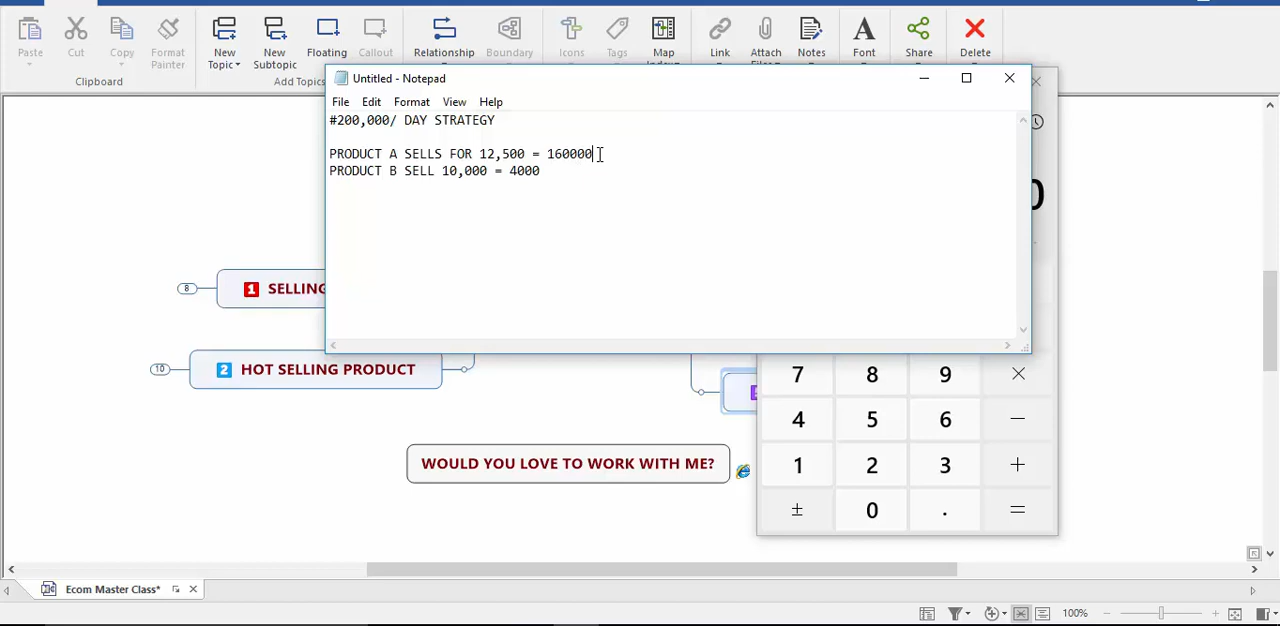 Paste
Cut
Copy
Format Painter
New Topic
New Subtopic
Floating
Callout
Relationship
Boundary
Icons
Tags
Map
Link
Attach
Notes
Font
Share
Delete
Clipboard
Add Topics
Untitled - Notepad
File Edit Format View Help
#200,000/ DAY STRATEGY
PRODUCT A SELLS FOR 12,500 = 160000
PRODUCT B SELL 10,000 = 4000
0
8
1 SELLING
10
2 HOT SELLING PRODUCT
WOULD YOU LOVE TO WORK WITH ME?
7 8 9 ×
4 5 6 −
1 2 3 +
± 0 . =
Ecom Master Class*
100%